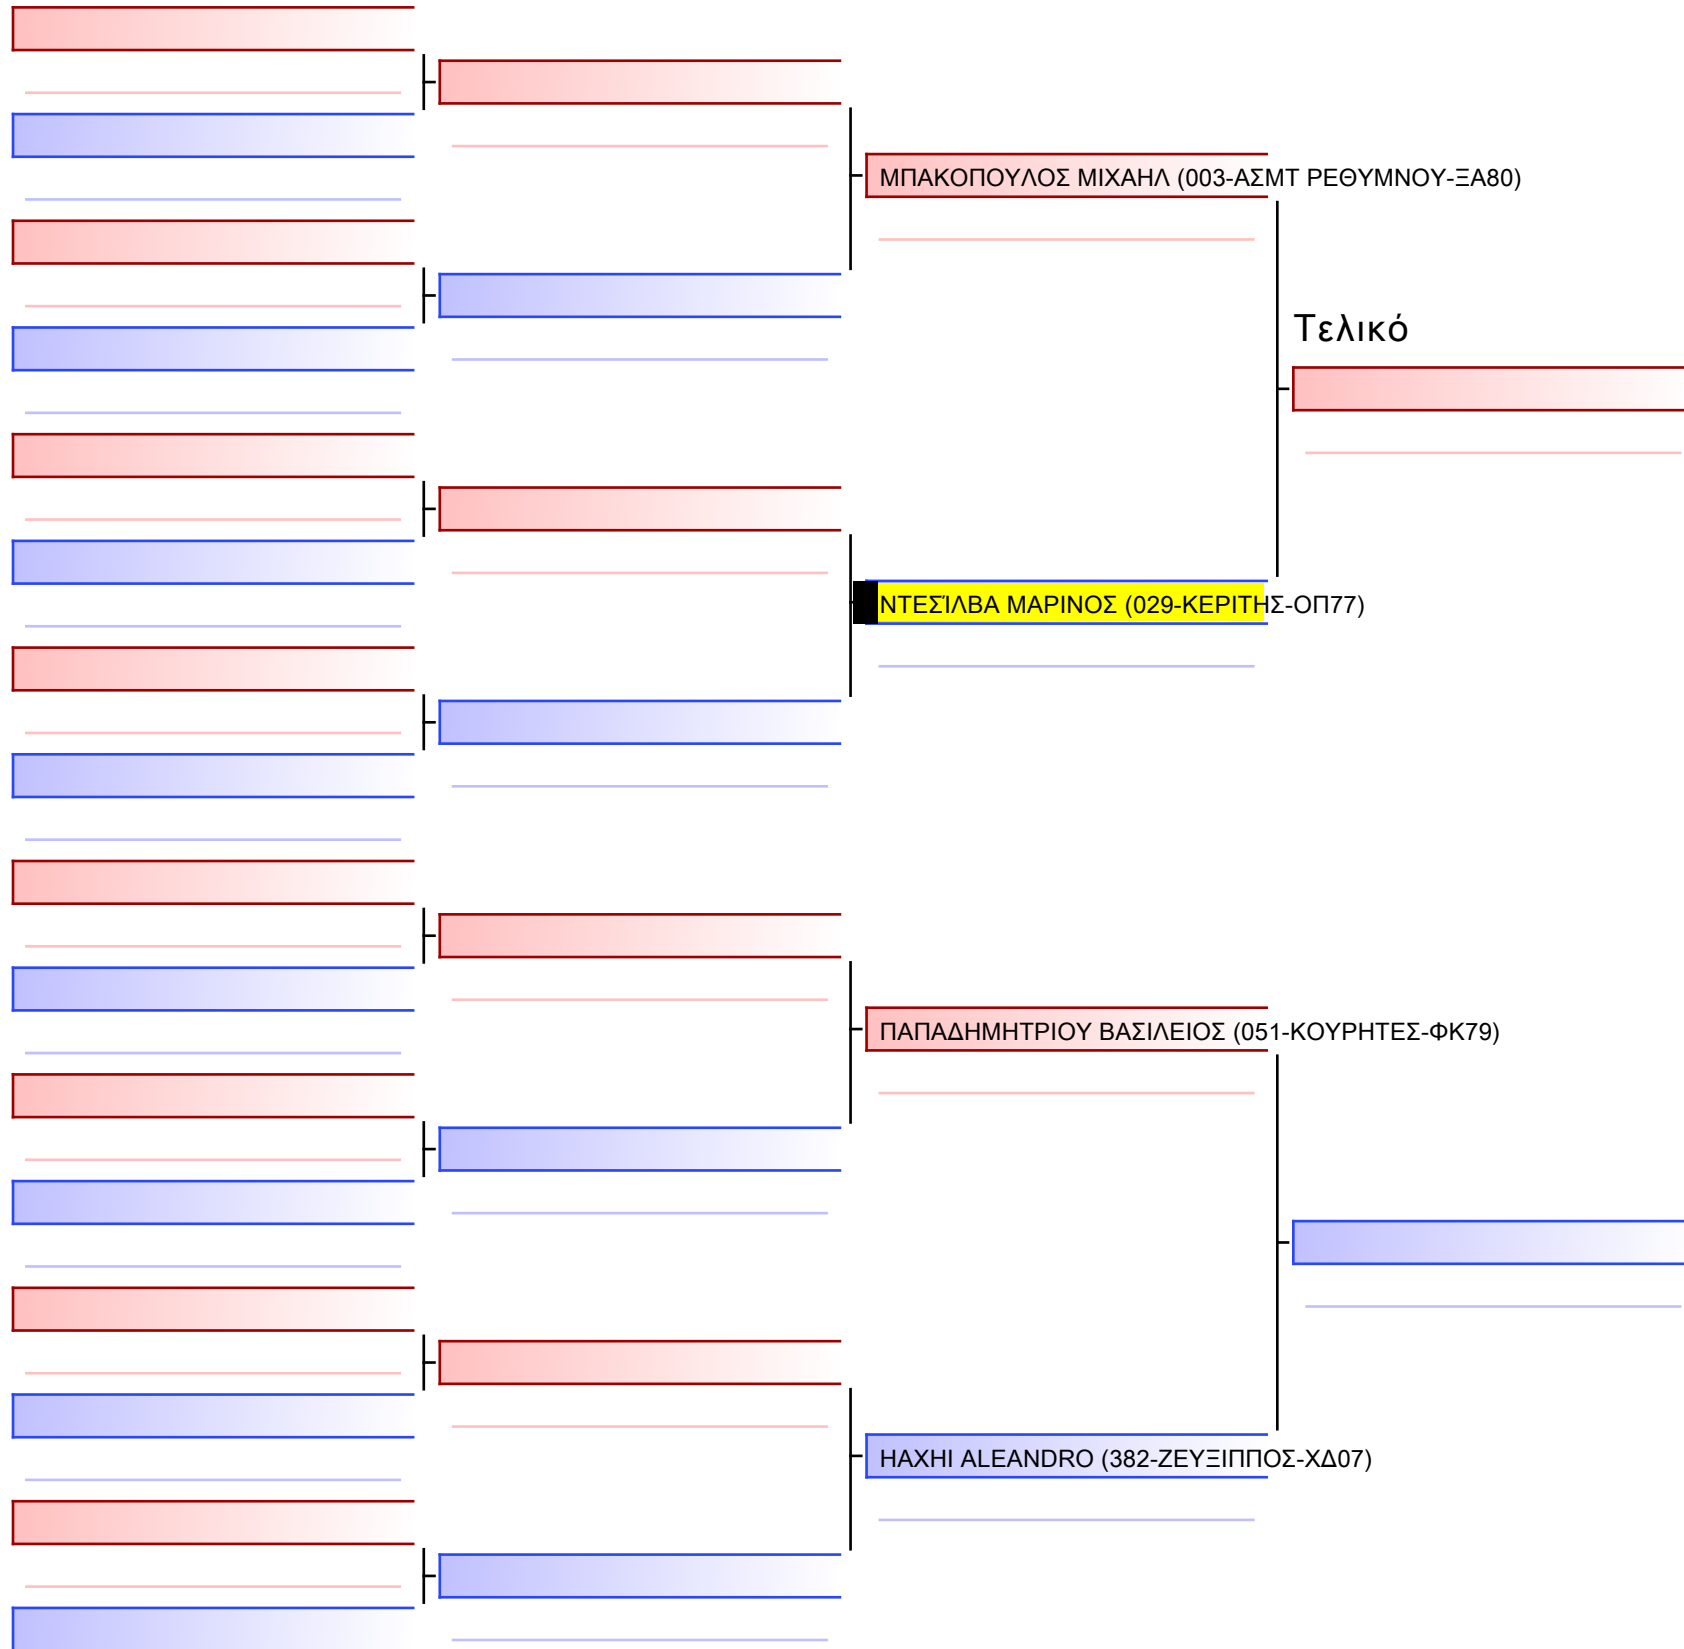 ΜΠΑΚΟΠΟΥΛΟΣ ΜΙΧΑΗΛ (003-ΑΣΜΤ ΡΕΘΥΜΝΟΥ-ΞΑ80)
Τελικό
ΝΤΕΣΊΛΒΑ ΜΑΡΙΝΟΣ (029-ΚΕΡΙΤΗΣ-ΟΠ77)
ΠΑΠΑΔΗΜΗΤΡΙΟΥ ΒΑΣΙΛΕΙΟΣ (051-ΚΟΥΡΗΤΕΣ-ΦΚ79)
HAXHI ALEANDRO (382-ΖΕΥΞΙΠΠΟΣ-ΧΔ07)